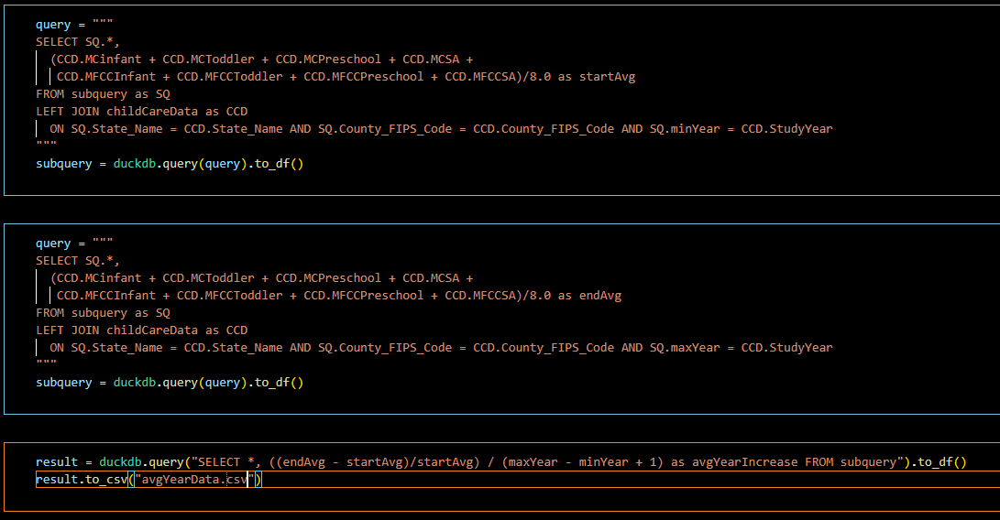 query = """
SELECT SQ.*,
(CCD.MCinfant + CCD.MCToddler + CCD.MCPreschool + CCD.MCSA +
CCD.MFCCInfant + CCD.MFCCToddler + CCD.MFCCPreschool + CCD.MFCCSA)/8.0 as startAvg
FROM subquery as SQ
LEFT JOIN childCareData as CCD
ON SQ.State_Name = CCD.State_Name AND SQ.County_FIPS_Code = CCD.County_FIPS_Code AND SQ.minYear = CCD.StudyYear
"""
subquery = duckdb.query(query).to_df()
query = """
SELECT SQ.*,
(CCD.MCinfant + CCD.MCToddler + CCD.MCPreschool + CCD.MCSA +
CCD.MFCCInfant + CCD.MFCCToddler + CCD.MFCCPreschool + CCD.MFCCSA)/8.0 as endAvg
FROM subquery as SQ
LEFT JOIN childCareData as CCD
ON SQ.State_Name = CCD.State_Name AND SQ.County_FIPS_Code = CCD.County_FIPS_Code AND SQ.maxYear = CCD.StudyYear
"""
subquery = duckdb.query(query).to_df()
result = duckdb.query("SELECT *, ((endAvg - startAvg)/startAvg) / (maxYear - minYear + 1) as avgYearIncrease FROM subquery").to_df()
result.to_csv("avgYearData.csv")